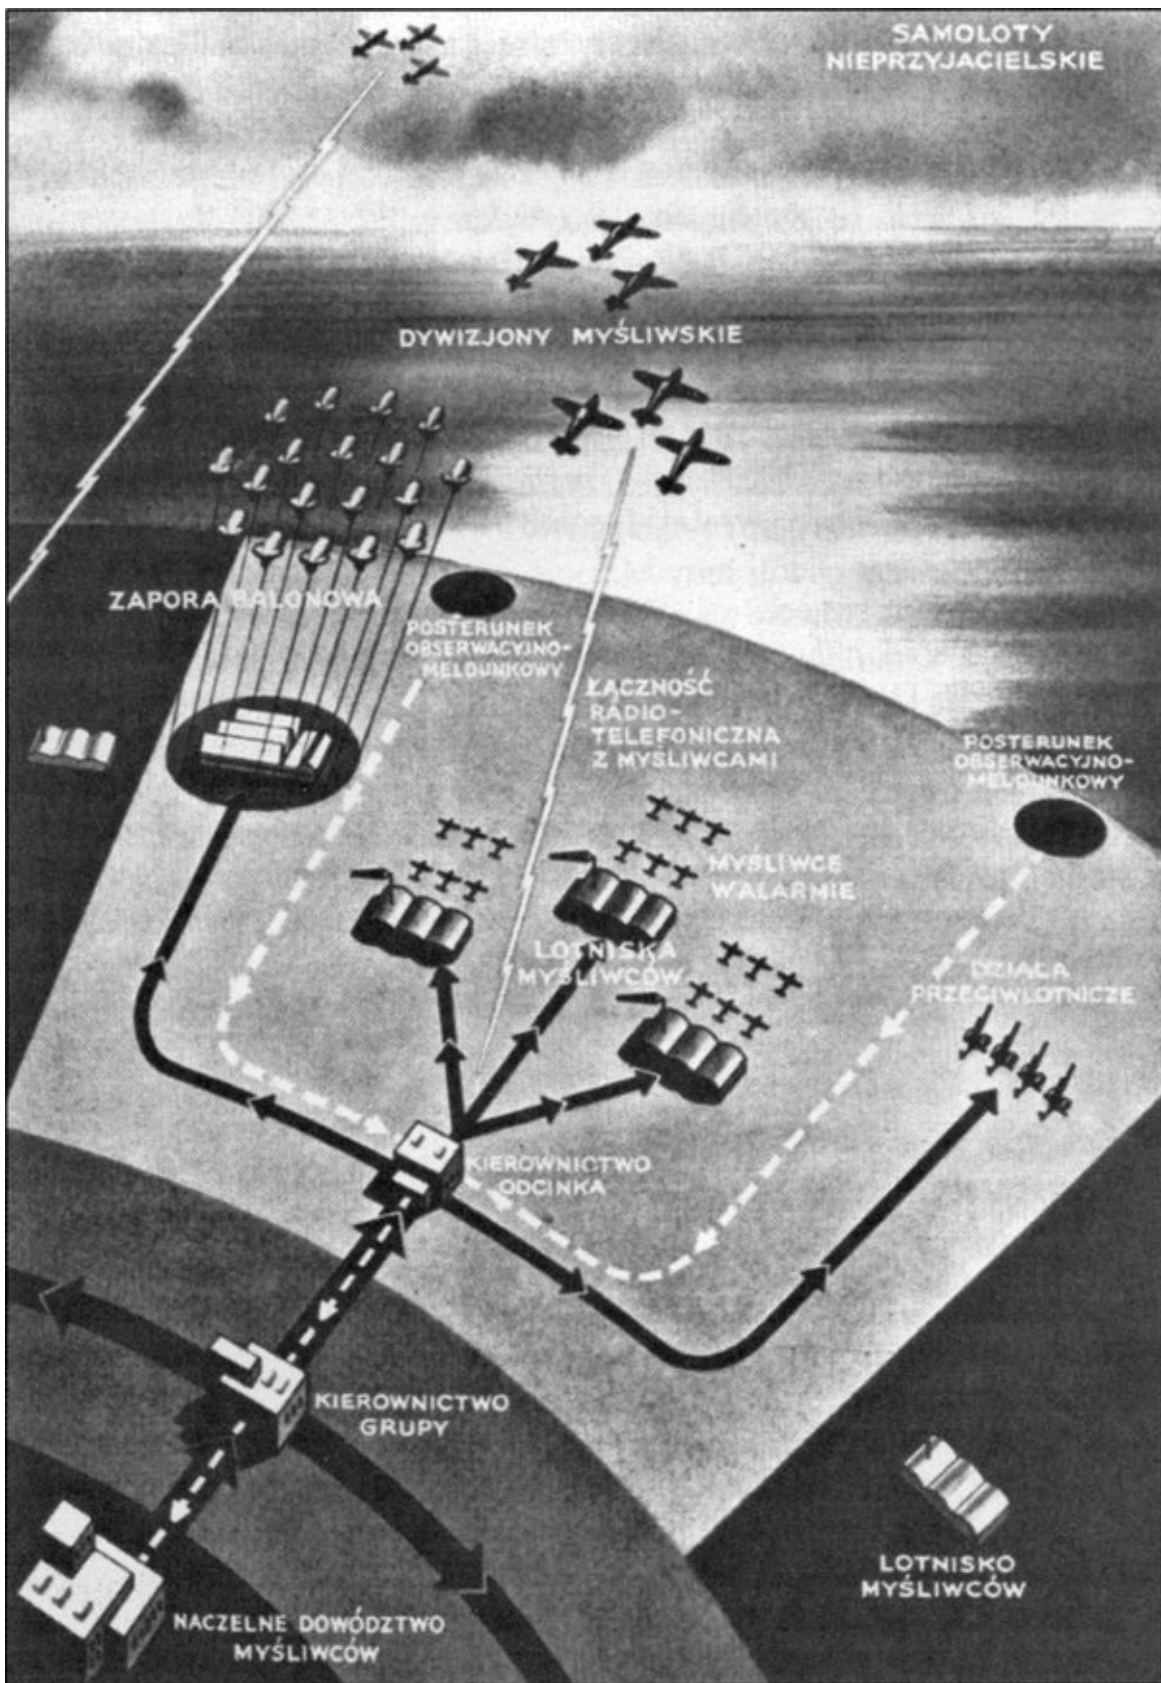 SAMOLOTY
NIEPRZYJACIELSKIE
DYWIZJONY MYŚLIWSKIE
ZAPORA BALONOWA
POSTERUNEK
OBSERWACYJNO-
MELDUNKOWY
ŁĄCZNOŚĆ
RADIO-
TELEFONICZNA
Z MYŚLIWCAMI
POSTERUNEK
OBSERWACYJNO-
MELDUNKOWY
MYŚLIWCE
W ALARMIE
LOTNISKA
MYŚLIWCÓW
DZIAŁA
PRZECIWLOTNICZE
KIEROWNICTWO
ODCINKA
KIEROWNICTWO
GRUPY
LOTNISKO
MYŚLIWCÓW
NACZELNE DOWÓDZTWO
MYŚLIWCÓW